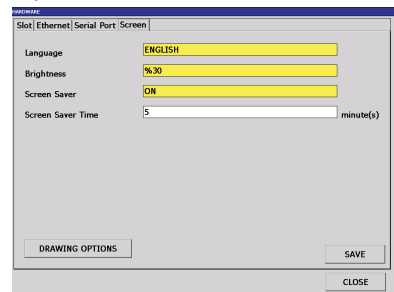 HARDWARE
Slot Ethernet Serial Port Screen
Language ENGLISH
Brightness %30
Screen Saver ON
Screen Saver Time 5 minute(s)
DRAWING OPTIONS
SAVE
CLOSE